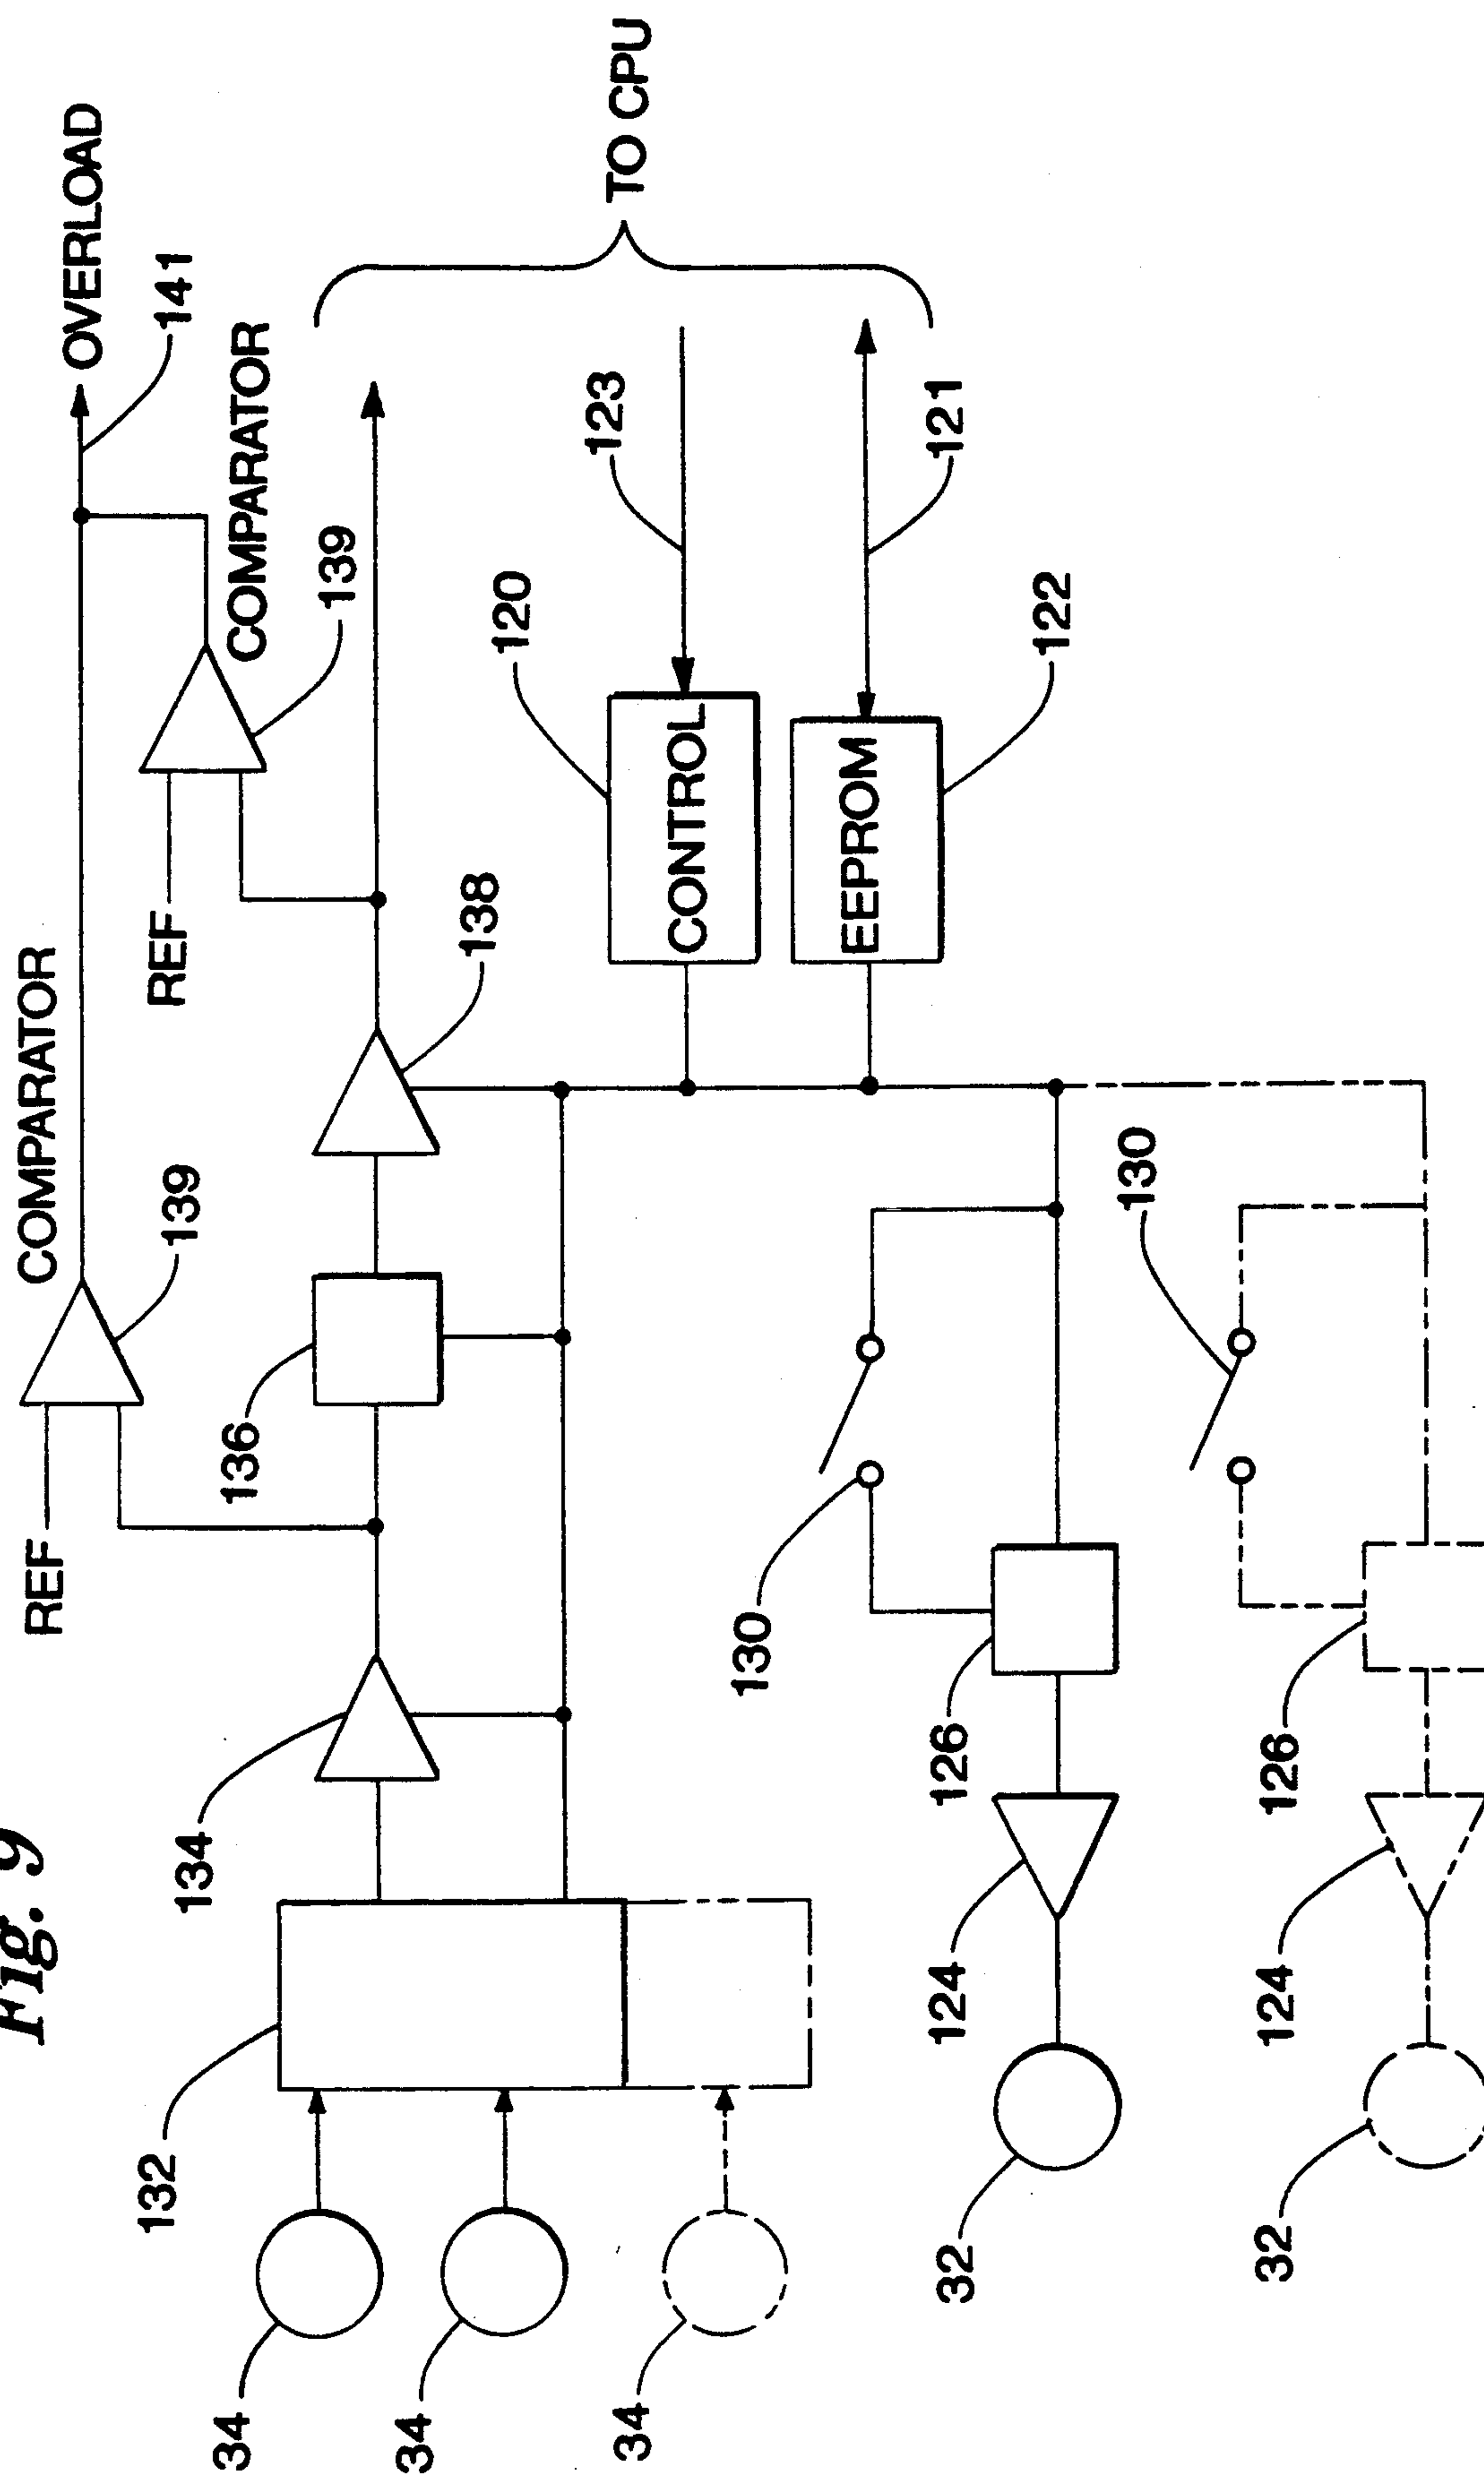 Fig. 9
COMPARATOR
OVERLOAD
REF
139
141
COMPARATOR
REF
139
136
134
138
132
34
34
34
TO CPU
120
123
CONTROL
121
EEPROM
122
130
126
124
32
130
126
124
32